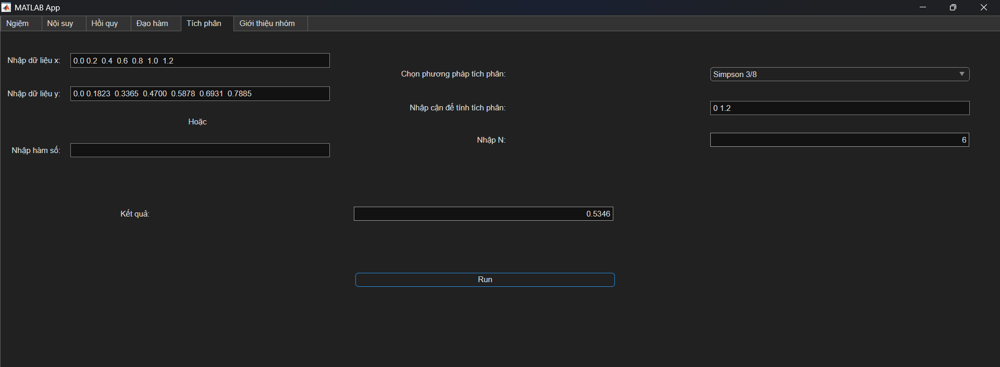 MATLAB App
Ngiệm
Nội suy
Hồi quy
Đạo hàm
Tích phân
Giới thiệu nhóm
Nhập dữ liệu x:
0.0 0.2 0.4 0.6 0.8 1.0 1.2
Chọn phương pháp tích phân:
Simpson 3/8
Nhập dữ liệu y:
0.0 0.1823 0.3365 0.4700 0.5878 0.6931 0.7885
Nhập cận để tính tích phân:
0 1.2
Hoặc
Nhập N:
6
Nhập hàm số:
Kết quả:
0.5346
Run